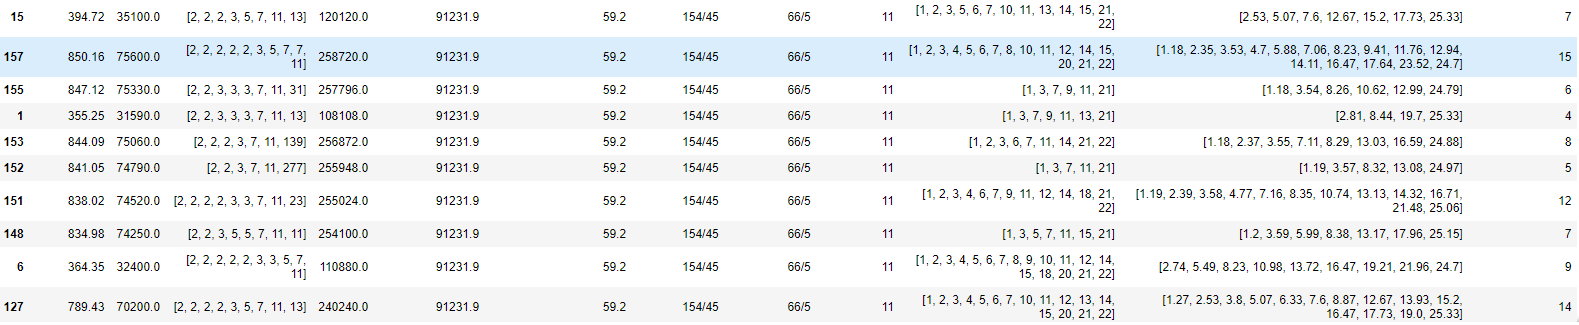 [1, 2, 3, 5, 6, 7, 10, 11, 13, 14, 15, 21,
15 394.72 35100.0 [2, 2, 2, 3, 5, 7, 11, 13] 120120.0 91231.9 59.2 154/45 66/5 11 22] [2.53, 5.07, 7.6, 12.67, 15.2, 17.73, 25.33] 7
[2, 2, 2, 2, 2, 3, 5, 7, 7, [1, 2, 3, 4, 5, 6, 7, 8, 10, 11, 12, 14, 15, [1.18, 2.35, 3.53, 4.7, 5.88, 7.06, 8.23, 9.41, 11.76, 12.94,
157 850.16 75600.0 11] 258720.0 91231.9 59.2 154/45 66/5 11 20, 21, 22] 14.11, 16.47, 17.64, 23.52, 24.7] 15
155 847.12 75330.0 [2, 2, 3, 3, 3, 7, 11, 31] 257796.0 91231.9 59.2 154/45 66/5 11 [1, 3, 7, 9, 11, 21] [1.18, 3.54, 8.26, 10.62, 12.99, 24.79] 6
1 355.25 31590.0 [2, 2, 3, 3, 3, 7, 11, 13] 108108.0 91231.9 59.2 154/45 66/5 11 [1, 3, 7, 9, 11, 13, 21] [2.81, 8.44, 19.7, 25.33] 4
153 844.09 75060.0 [2, 2, 2, 3, 7, 11, 139] 256872.0 91231.9 59.2 154/45 66/5 11 [1, 2, 3, 6, 7, 11, 14, 21, 22] [1.18, 2.37, 3.55, 7.11, 8.29, 13.03, 16.59, 24.88] 8
152 841.05 74790.0 [2, 2, 3, 7, 11, 277] 255948.0 91231.9 59.2 154/45 66/5 11 [1, 3, 7, 11, 21] [1.19, 3.57, 8.32, 13.08, 24.97] 5
[1, 2, 3, 4, 6, 7, 9, 11, 12, 14, 18, 21, [1.19, 2.39, 3.58, 4.77, 7.16, 8.35, 10.74, 13.13, 14.32, 16.71,
151 838.02 74520.0 [2, 2, 2, 2, 3, 3, 7, 11, 23] 255024.0 91231.9 59.2 154/45 66/5 11 22] 21.48, 25.06] 12
148 834.98 74250.0 [2, 2, 3, 5, 5, 7, 11, 11] 254100.0 91231.9 59.2 154/45 66/5 11 [1, 3, 5, 7, 11, 15, 21] [1.2, 3.59, 5.99, 8.38, 13.17, 17.96, 25.15] 7
[2, 2, 2, 2, 2, 3, 3, 5, 7, [1, 2, 3, 4, 5, 6, 7, 8, 9, 10, 11, 12, 14,
6 364.35 32400.0 11] 110880.0 91231.9 59.2 154/45 66/5 11 15, 18, 20, 21, 22] [2.74, 5.49, 8.23, 10.98, 13.72, 16.47, 19.21, 21.96, 24.7] 9
[1, 2, 3, 4, 5, 6, 7, 10, 11, 12, 13, 14, [1.27, 2.53, 3.8, 5.07, 6.33, 7.6, 8.87, 12.67, 13.93, 15.2,
127 789.43 70200.0 [2, 2, 2, 2, 3, 5, 7, 11, 13] 240240.0 91231.9 59.2 154/45 66/5 11 15, 20, 21, 22] 16.47, 17.73, 19.0, 25.33] 14